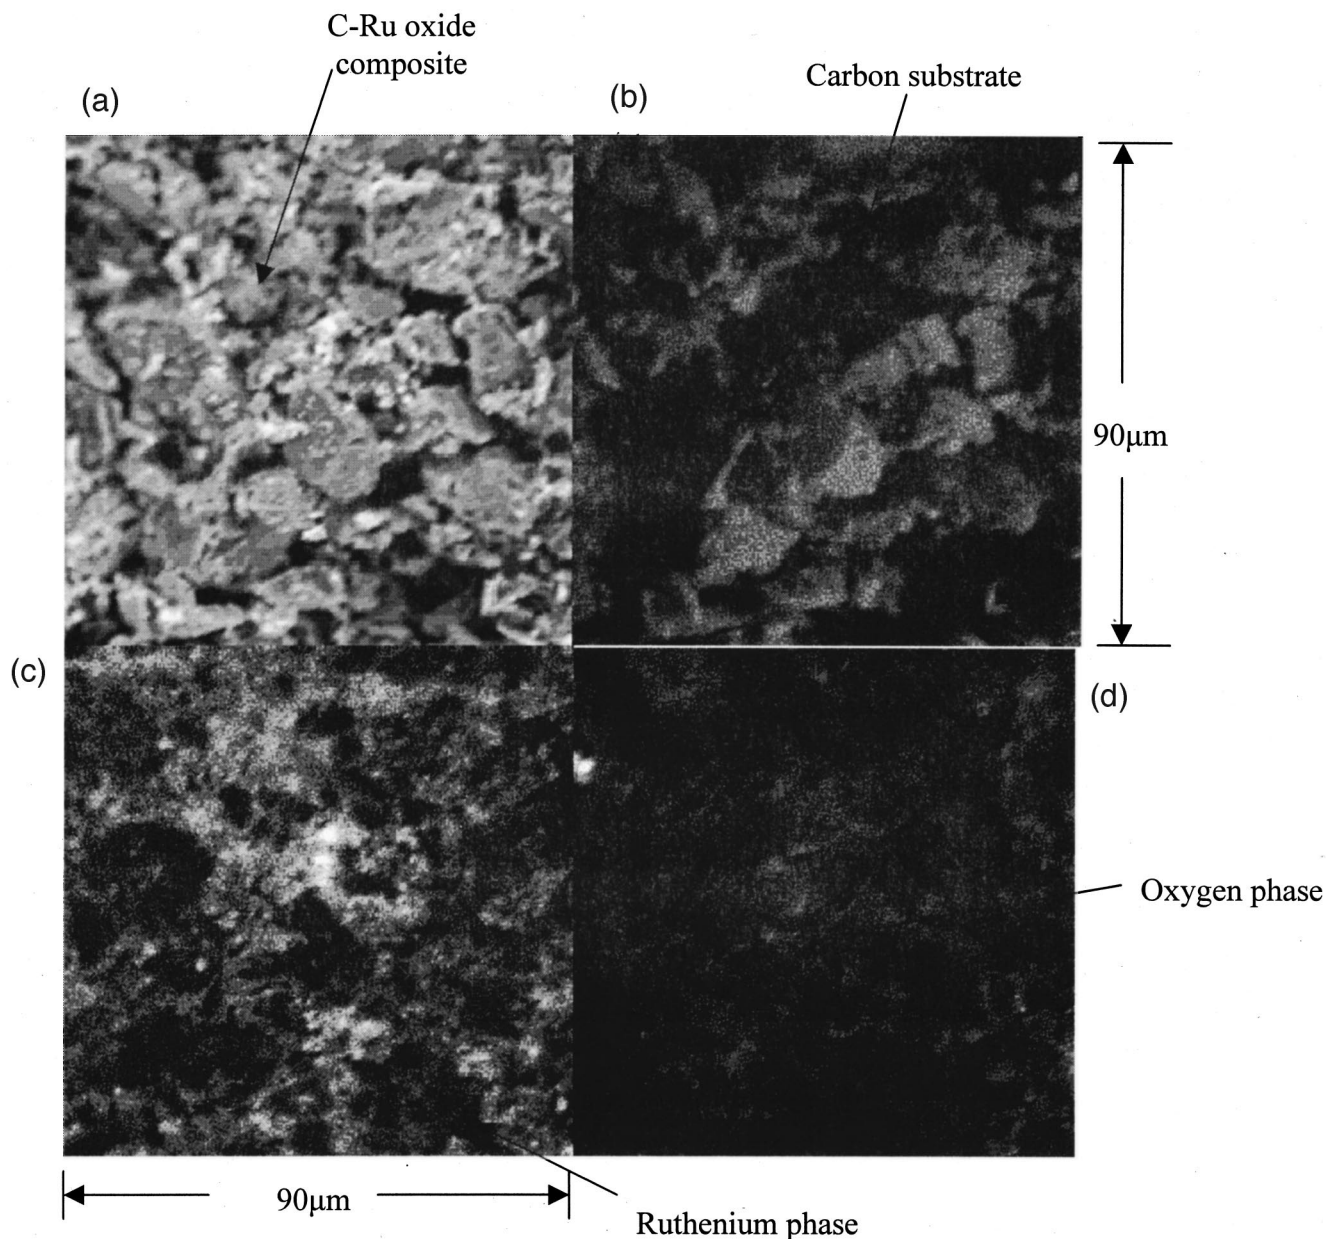 C-Ru oxide
composite
(a)
(b)
Carbon substrate
90μm
(c)
(d)
Oxygen phase
90μm
Ruthenium phase